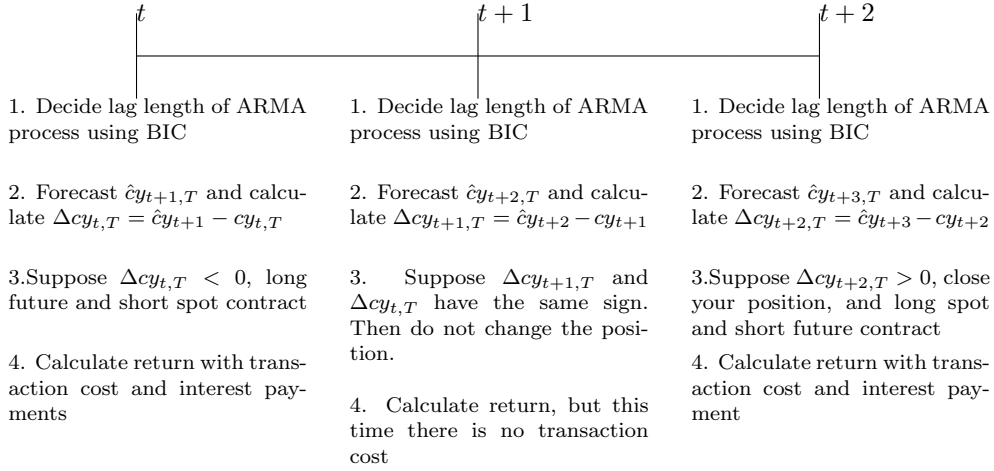 t
t + 1
t + 2
1. Decide lag length of ARMA
process using BIC
2. Forecast ĉy_{t+1,T} and calcu-
late Δcy_{t,T} = ĉy_{t+1} − cy_{t,T}
3.Suppose Δcy_{t,T} < 0, long
future and short spot contract
4. Calculate return with trans-
action cost and interest pay-
ments
1. Decide lag length of ARMA
process using BIC
2. Forecast ĉy_{t+2,T} and calcu-
late Δcy_{t+1,T} = ĉy_{t+2} − cy_{t+1}
3. Suppose Δcy_{t+1,T} and
Δcy_{t,T} have the same sign.
Then do not change the posi-
tion.
4. Calculate return, but this
time there is no transaction
cost
1. Decide lag length of ARMA
process using BIC
2. Forecast ĉy_{t+3,T} and calcu-
late Δcy_{t+2,T} = ĉy_{t+3} − cy_{t+2}
3.Suppose Δcy_{t+2,T} > 0, close
your position, and long spot
and short future contract
4. Calculate return with trans-
action cost and interest pay-
ment